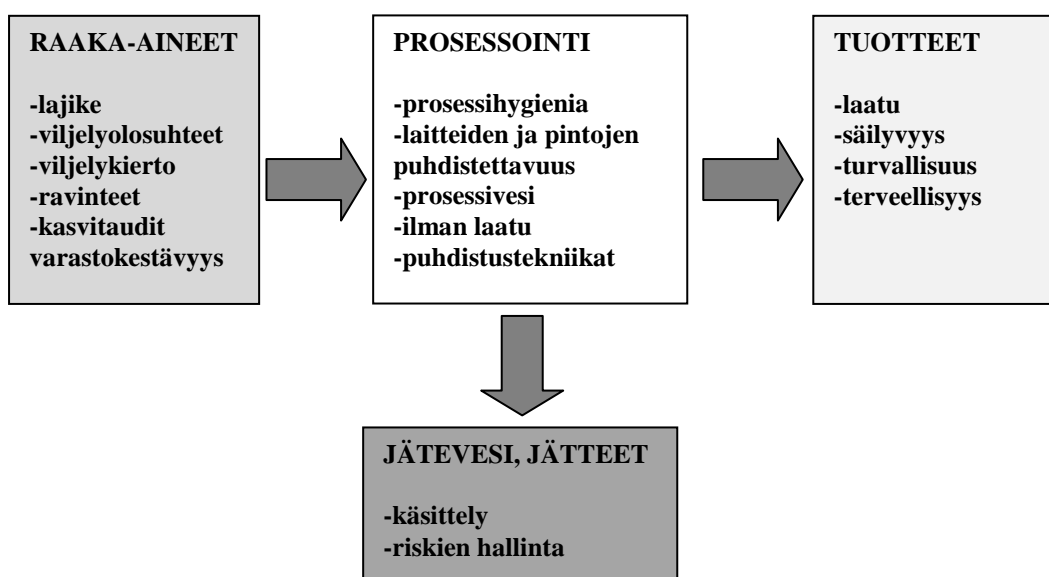 RAAKA-AINEET
-lajike
-viljelyolosuhteet
-viljelykierto
-ravinteet
-kasvitaudit
varastokestävyys
PROSESSOINTI
-prosessihygienia
-laitteiden ja pintojen
puhdistettavuus
-prosessivesi
-ilman laatu
-puhdistustekniikat
TUOTTEET
-laatu
-säilyvyys
-turvallisuus
-terveellisyys
JÄTEVESI, JÄTTEET
-käsittely
-riskien hallinta